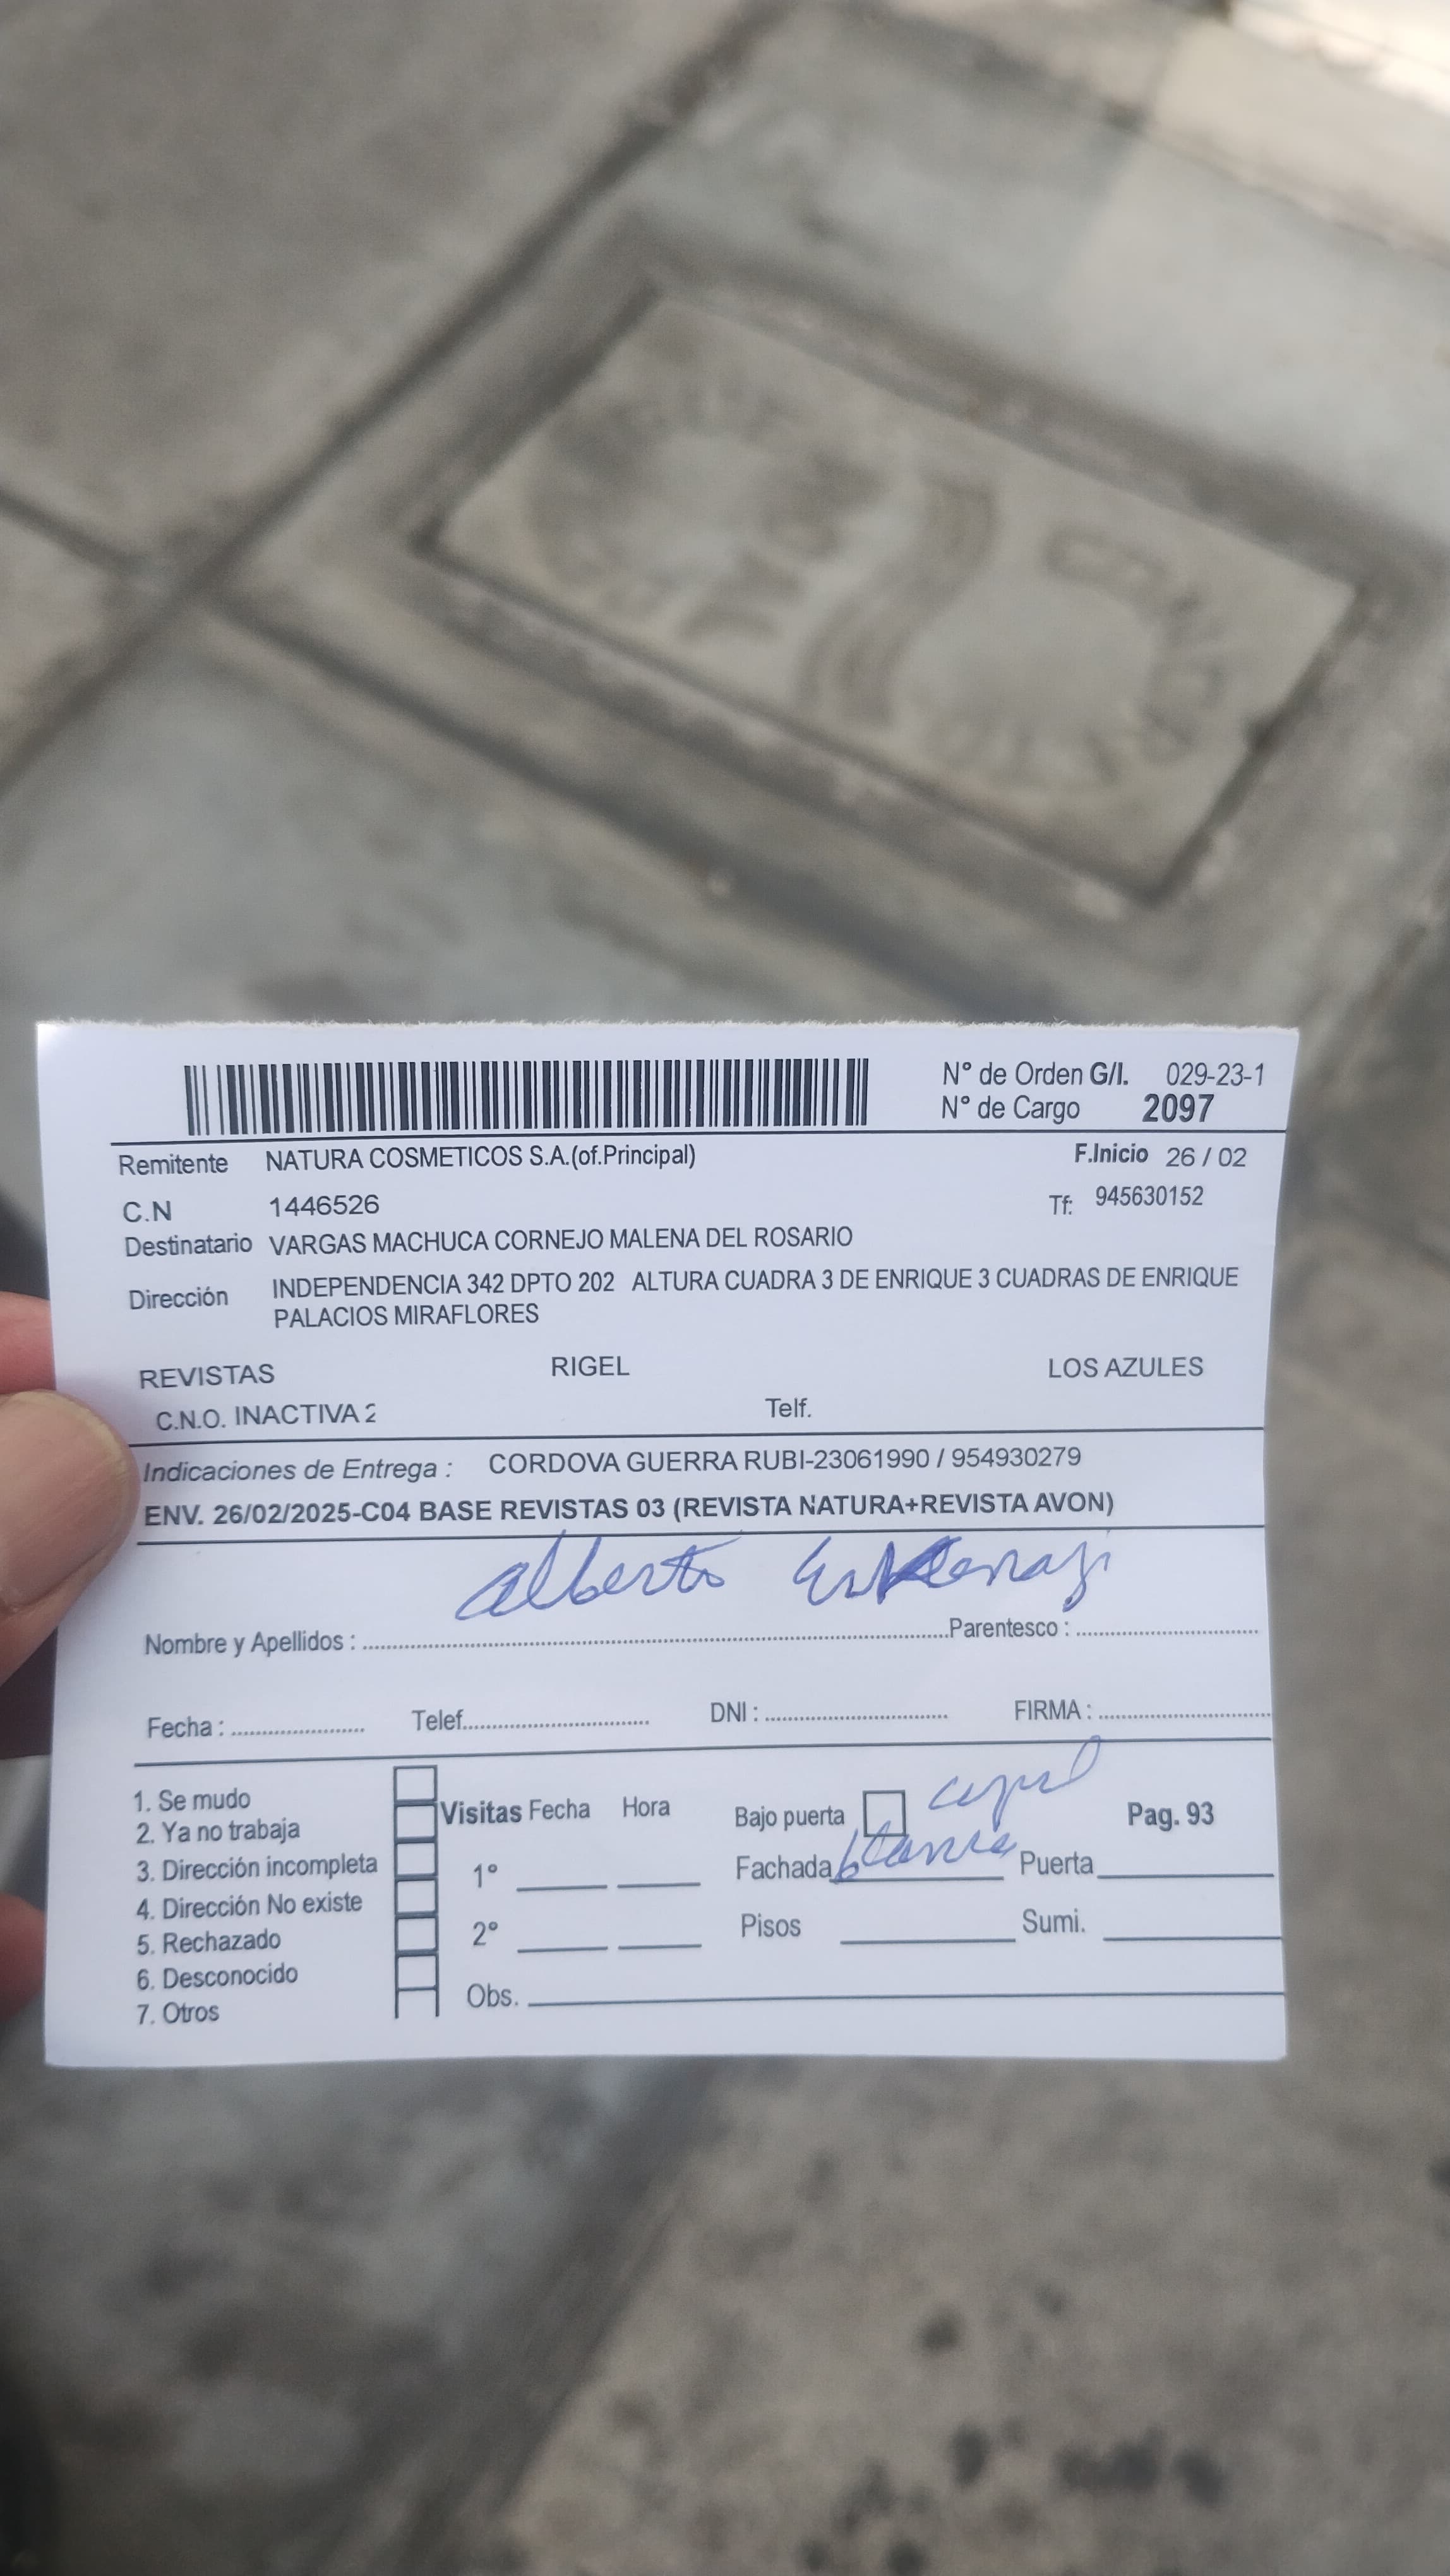 N° de Orden G/I. 029-23-1
N° de Cargo 2097
Remitente NATURA COSMETICOS S.A.(of.Principal) F.Inicio 26 / 02
C.N 1446526 Tf: 945630152
Destinatario VARGAS MACHUCA CORNEJO MALENA DEL ROSARIO
Dirección INDEPENDENCIA 342 DPTO 202 ALTURA CUADRA 3 DE ENRIQUE 3 CUADRAS DE ENRIQUE
PALACIOS MIRAFLORES
REVISTAS RIGEL LOS AZULES
C.N.O. INACTIVA 2 Telf.
Indicaciones de Entrega : CORDOVA GUERRA RUBI-23061990 / 954930279
ENV. 26/02/2025-C04 BASE REVISTAS 03 (REVISTA NATURA+REVISTA AVON)
alberto
Nombre y Apellidos : Parentesco :
Fecha : Telef. DNI : FIRMA :
1. Se mudo
2. Ya no trabaja
3. Dirección incompleta
4. Dirección No existe
5. Rechazado
6. Desconocido
7. Otros
Visitas Fecha Hora
1°
2°
Obs.
Bajo puerta Pag. 93
Fachada blanca Puerta
Pisos Sumi.